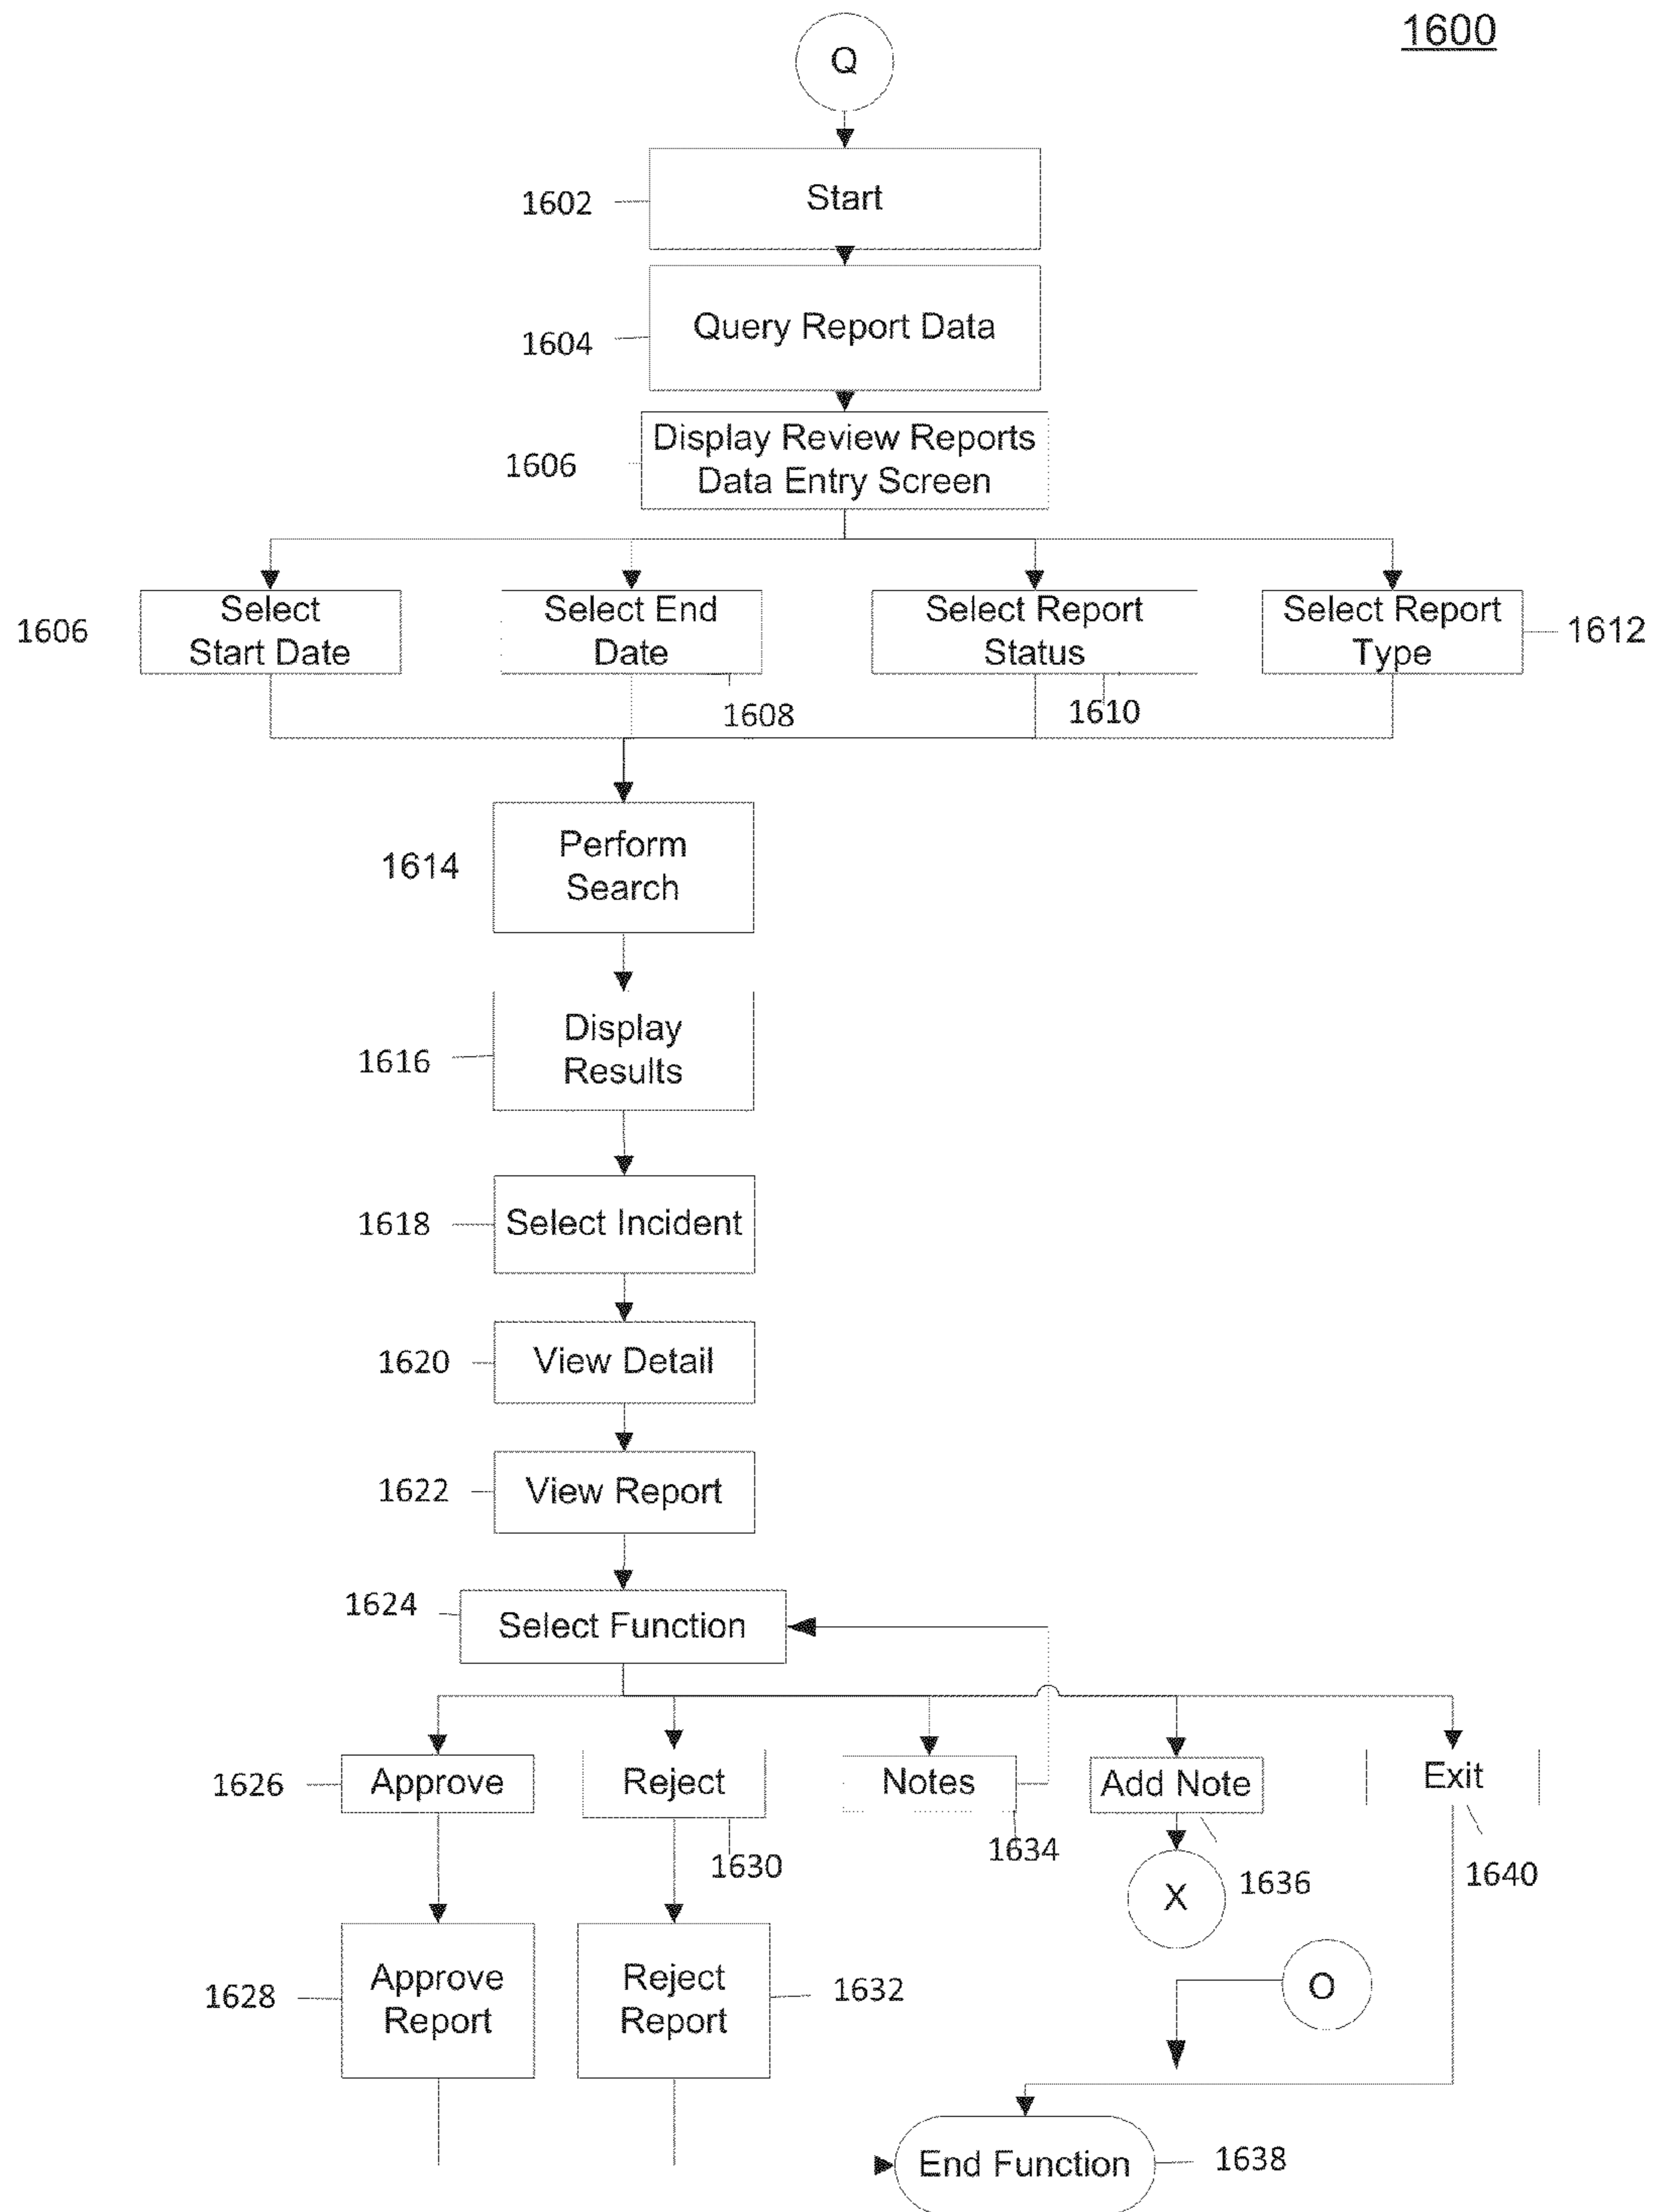 1600
Q
1602
Start
1604
Query Report Data
1606
Display Review Reports
Data Entry Screen
1606
Select
Start Date
Select End
Date
1608
Select Report
Status
1610
Select Report
Type
1612
1614
Perform
Search
1616
Display
Results
1618
Select Incident
1620
View Detail
1622
View Report
1624
Select Function
1626
Approve
Reject
1630
Notes
1634
Add Note
1636
X
Exit
1640
1628
Approve
Report
Reject
Report
1632
O
End Function
1638